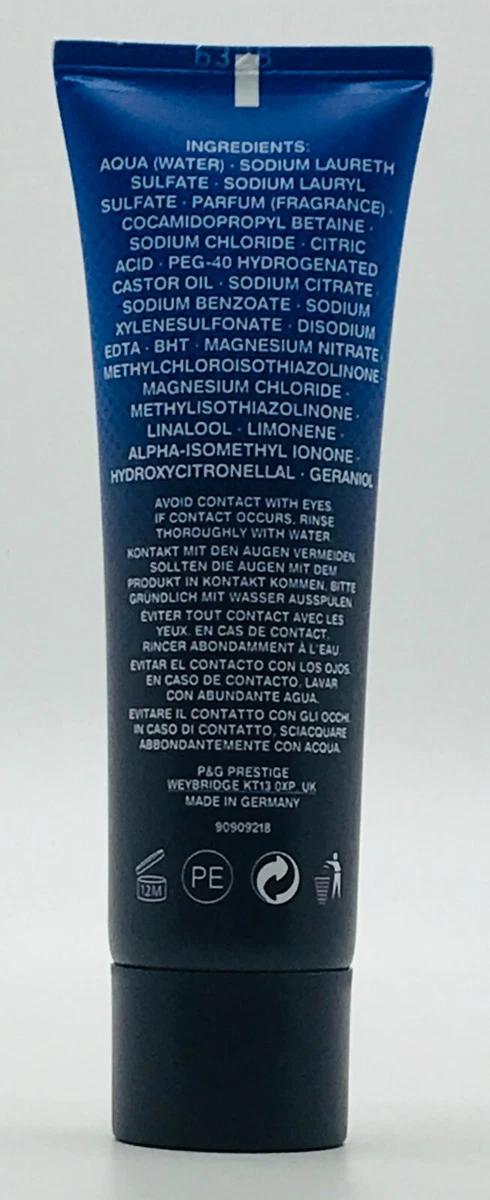 INGREDIENTS:
AQUA (WATER) · SODIUM LAURETH
SULFATE · SODIUM LAURYL
SULFATE · PARFUM (FRAGRANCE) ·
COCAMIDOPROPYL BETAINE ·
SODIUM CHLORIDE · CITRIC
ACID · PEG-40 HYDROGENATED
CASTOR OIL · SODIUM CITRATE ·
SODIUM BENZOATE · SODIUM
XYLENESULFONATE · DISODIUM
EDTA · BHT · MAGNESIUM NITRATE ·
METHYLCHLOROISOTHIAZOLINONE ·
MAGNESIUM CHLORIDE ·
METHYLISOTHIAZOLINONE ·
LINALOOL · LIMONENE ·
ALPHA-ISOMETHYL IONONE ·
HYDROXYCITRONELLAL · GERANIOL
AVOID CONTACT WITH EYES.
IF CONTACT OCCURS, RINSE
THOROUGHLY WITH WATER.
KONTAKT MIT DEN AUGEN VERMEIDEN.
SOLLTEN DIE AUGEN MIT DEM
PRODUKT IN KONTAKT KOMMEN, BITTE
GRÜNDLICH MIT WASSER AUSSPÜLEN.
ÉVITER TOUT CONTACT AVEC LES
YEUX. EN CAS DE CONTACT,
RINCER ABONDAMMENT À L'EAU.
EVITAR EL CONTACTO CON LOS OJOS.
EN CASO DE CONTACTO, LAVAR
CON ABUNDANTE AGUA.
EVITARE IL CONTATTO CON GLI OCCHI.
IN CASO DI CONTATTO, SCIACQUARE
ABBONDANTEMENTE CON ACQUA.
P&G PRESTIGE
WEYBRIDGE KT13 0XP UK
MADE IN GERMANY
90909218
12M PE